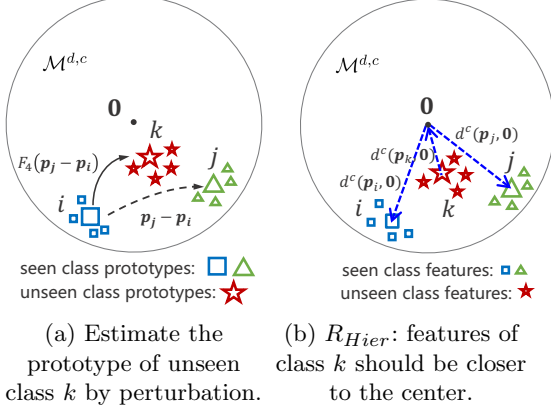 ℳ^{d,c}
0
k
F_4(p_j − p_i)
j
i
p_j − p_i
seen class prototypes:
unseen class prototypes:
(a) Estimate the
prototype of unseen
class k by perturbation.
ℳ^{d,c}
0
d^c(p_j, 0)
d^c(p_k, 0)
d^c(p_i, 0)
j
i
k
seen class features:
unseen class features:
(b) R_{Hier}: features of
class k should be closer
to the center.